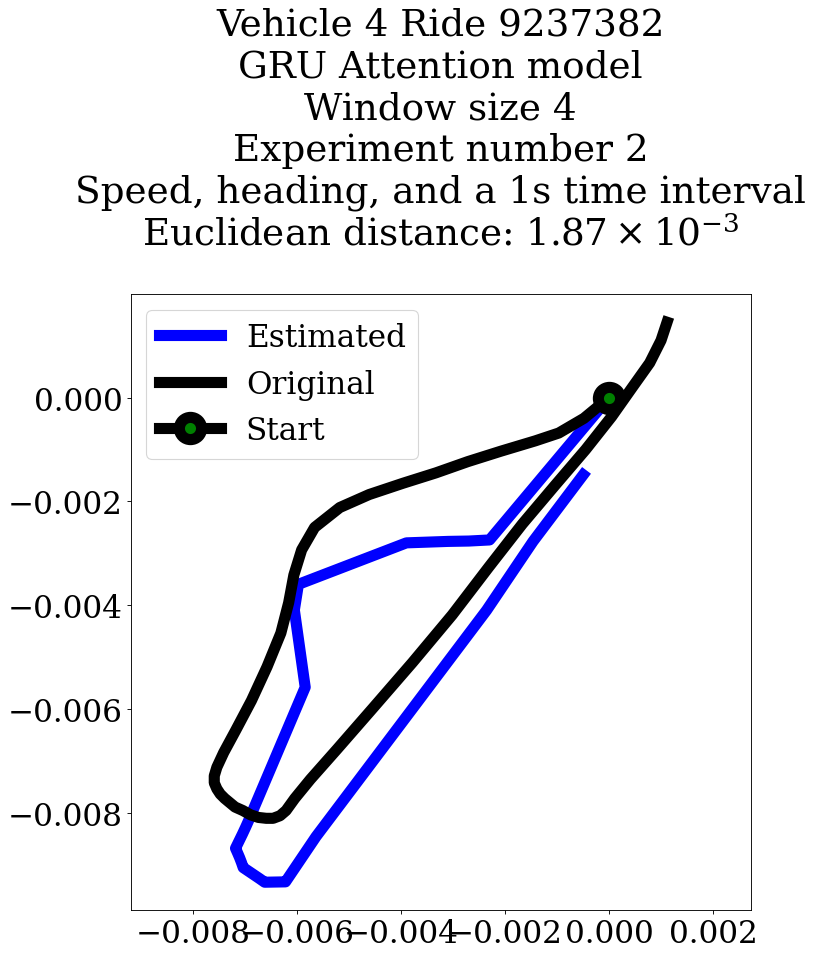 Vehicle 4 Ride 9237382
GRU Attention model
Window size 4
Experiment number 2
Speed, heading, and a 1s time interval
Euclidean distance: 1.87 × 10⁻³
Estimated
Original
Start
0.000
−0.002
−0.004
−0.006
−0.008
−0.008 −0.006 −0.004 −0.002 0.000 0.002